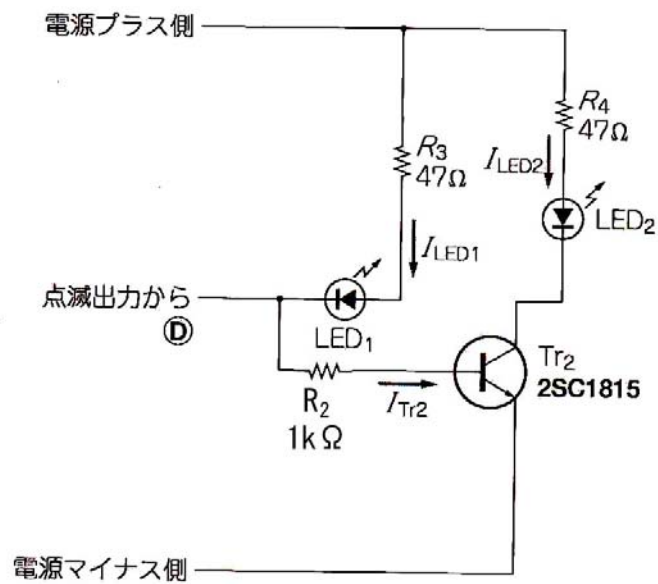 電源プラス側
R4
47Ω
R3
47Ω
ILED2
LED2
ILED1
点滅出力から
Ⓓ
LED1
Tr2
2SC1815
R2
1kΩ
ITr2
電源マイナス側